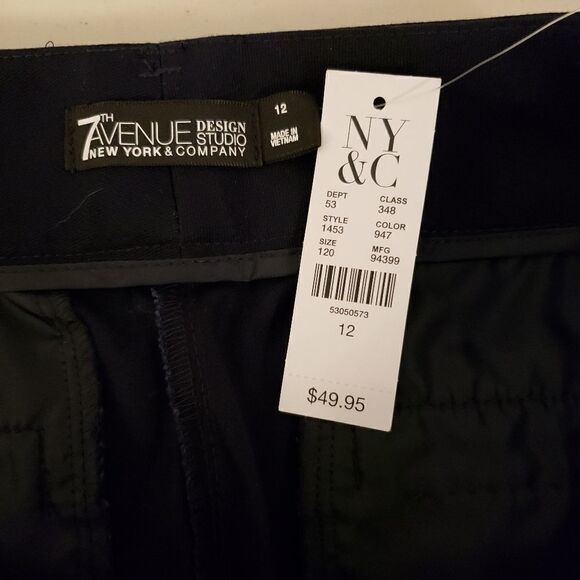 7TH AVENUE DESIGN STUDIO
NEW YORK & COMPANY
12
MADE IN
VIETNAM
NY
&C
DEPT CLASS
53 348
STYLE COLOR
1453 947
SIZE MFG
120 94399
53050573
12
$49.95